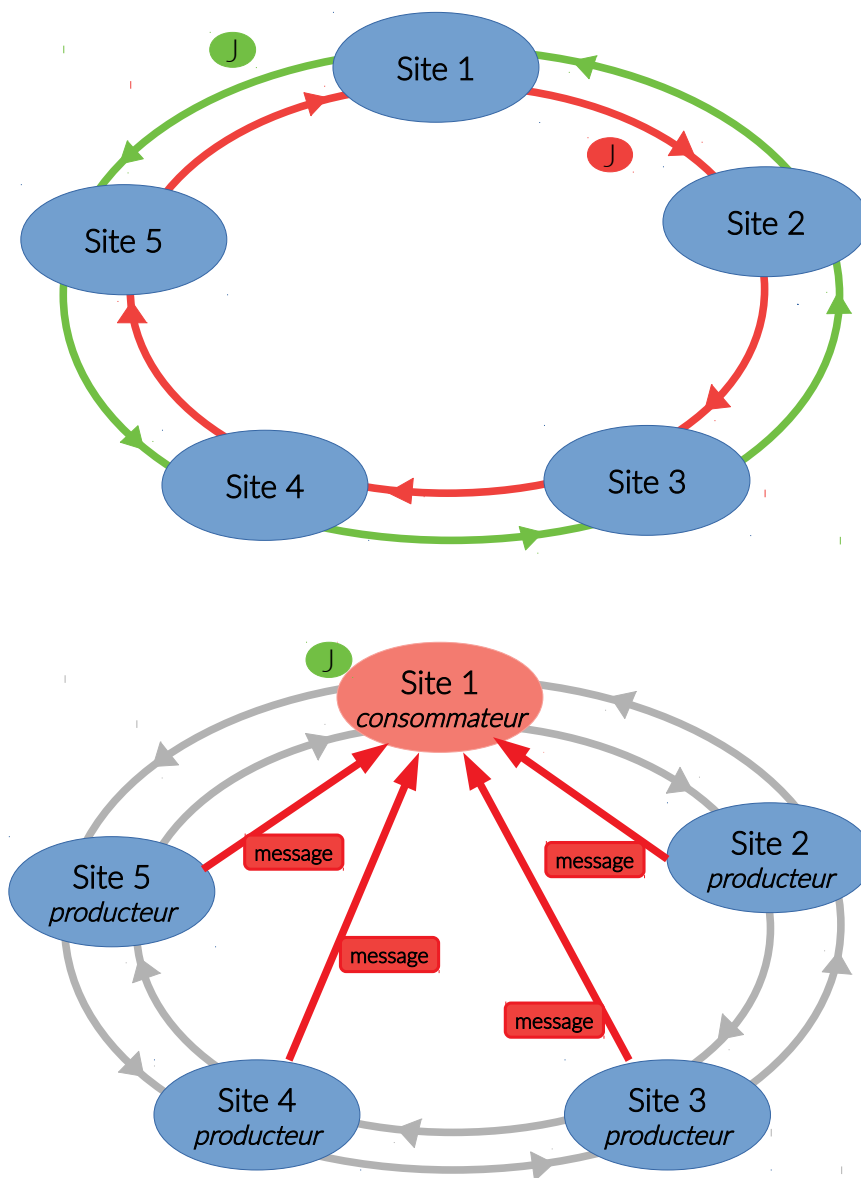 J
Site 1
J
Site 2
Site 5
Site 3
Site 4
J
Site 1
consommateur
message
message
Site 2
producteur
Site 5
producteur
message
message
Site 4
producteur
Site 3
producteur